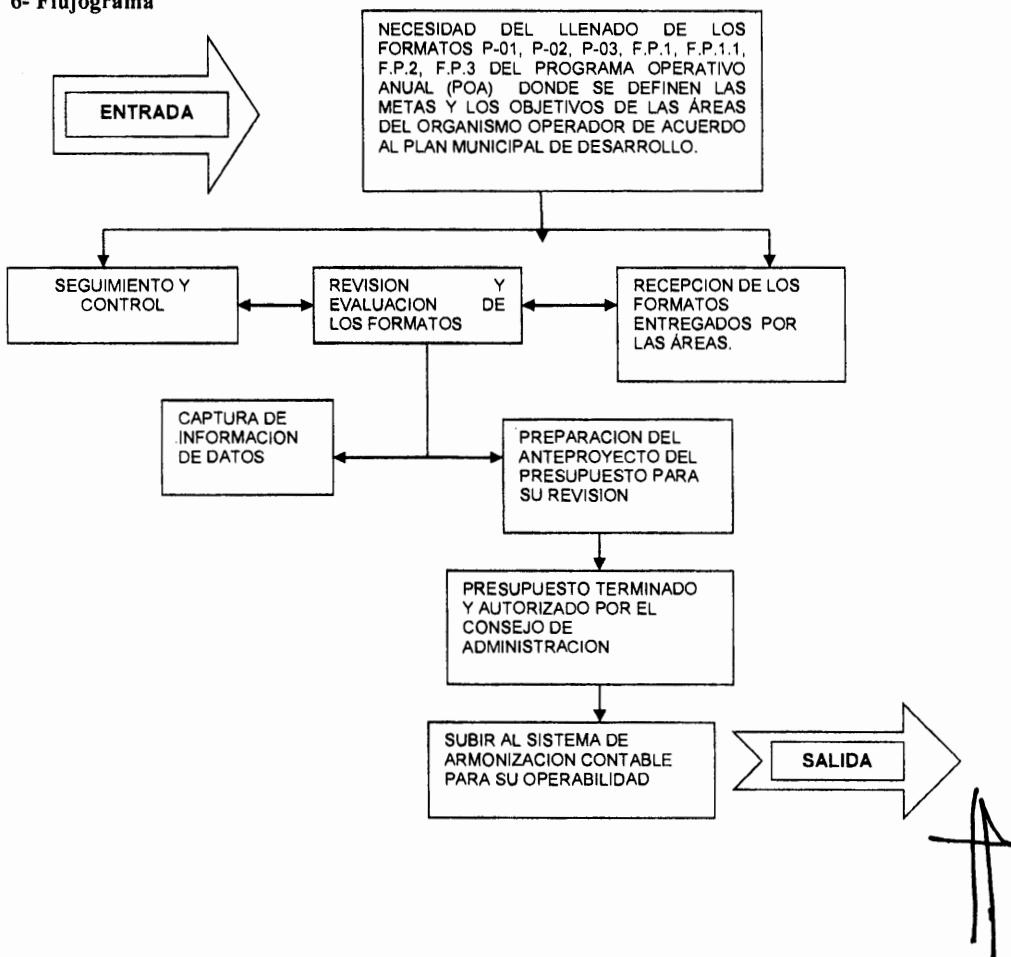 6- Flujograma
ENTRADA
NECESIDAD DEL LLENADO DE LOS
FORMATOS P-01, P-02, P-03, F.P.1, F.P.1.1,
F.P.2, F.P.3 DEL PROGRAMA OPERATIVO
ANUAL (POA) DONDE SE DEFINEN LAS
METAS Y LOS OBJETIVOS DE LAS ÁREAS
DEL ORGANISMO OPERADOR DE ACUERDO
AL PLAN MUNICIPAL DE DESARROLLO.
SEGUIMIENTO Y
CONTROL
REVISION Y
EVALUACION DE
LOS FORMATOS
RECEPCION DE LOS
FORMATOS
ENTREGADOS POR
LAS ÁREAS.
CAPTURA DE
INFORMACION
DE DATOS
PREPARACION DEL
ANTEPROYECTO DEL
PRESUPUESTO PARA
SU REVISION
PRESUPUESTO TERMINADO
Y AUTORIZADO POR EL
CONSEJO DE
ADMINISTRACION
SUBIR AL SISTEMA DE
ARMONIZACION CONTABLE
PARA SU OPERABILIDAD
SALIDA